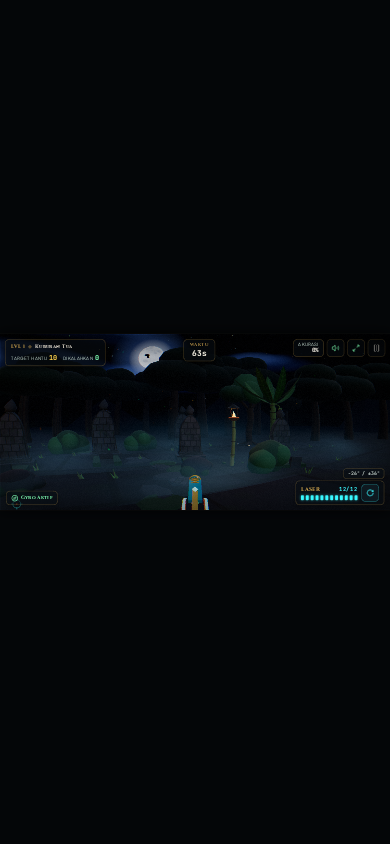 LVL 1 Kuburan Tua
TARGET HANTU 10 DIKALAHKAN 0
WAKTU
63s
AKURASI
0%
-26° / +36°
LASER 12/12
GYRO AKTIF